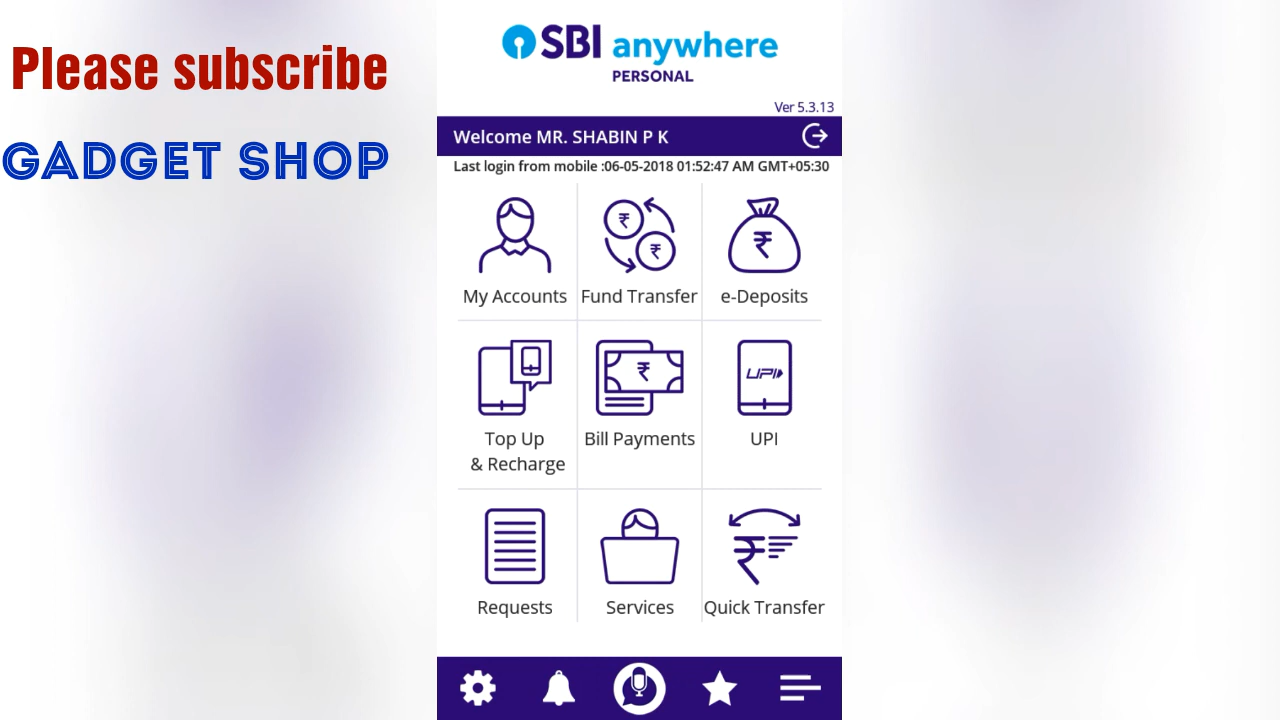 Please subscribe
GADGET SHOP
SBI anywhere
PERSONAL
Ver 5.3.13
Welcome MR. SHABIN P K
Last login from mobile :06-05-2018 01:52:47 AM GMT+05:30
My Accounts
Fund Transfer
e-Deposits
UPI
Top Up
& Recharge
Bill Payments
UPI
Requests
Services
Quick Transfer